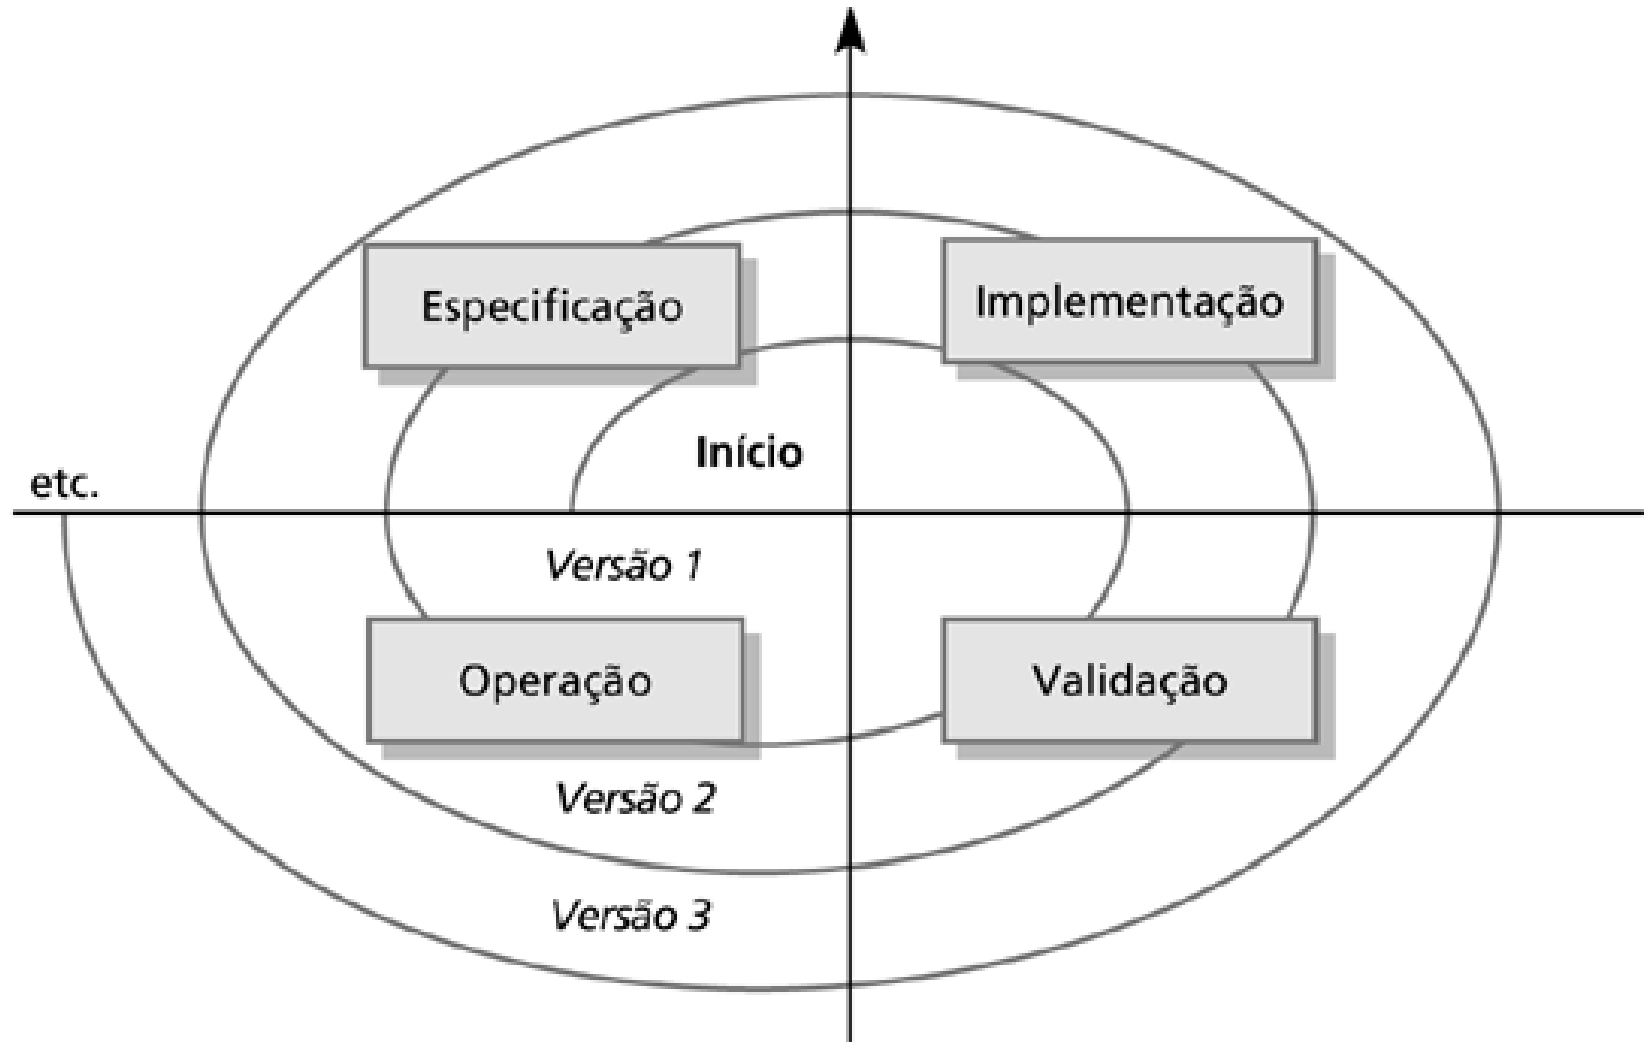 Especificação
Implementação
Início
etc.
Versão 1
Operação
Validação
Versão 2
Versão 3